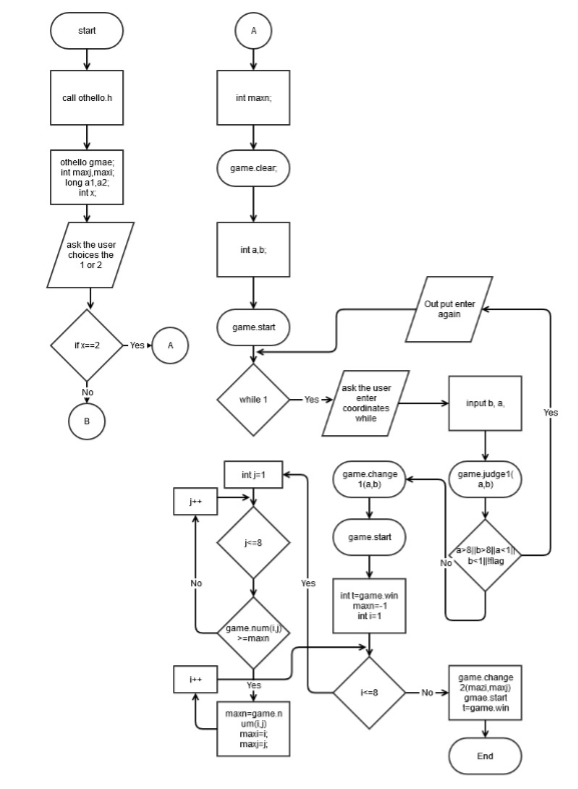 start
call othello.h
othello gmae;
int maxj,maxi;
long a1,a2;
int x;
ask the user
choices the
1 or 2
if x==2
Yes
A
No
B
A
int maxn;
game.clear;
int a,b;
game.start
while 1
Yes
ask the user
enter
coordinates
while
input b, a,
Out put enter
again
Yes
game.judge1(
a,b)
a>8||b>8||a<1||
b<1||!flag
No
game.change
1(a,b)
game.start
int t=game.win
maxn=-1
int i=1
i<=8
Yes
No
game.change
2(mazi,maxj)
gmae.start
t=game.win
End
int j=1
j++
j<=8
No
game.num(i,j)
>=maxn
Yes
i++
maxn=game.n
um(i,j)
maxi=i;
maxj=j;